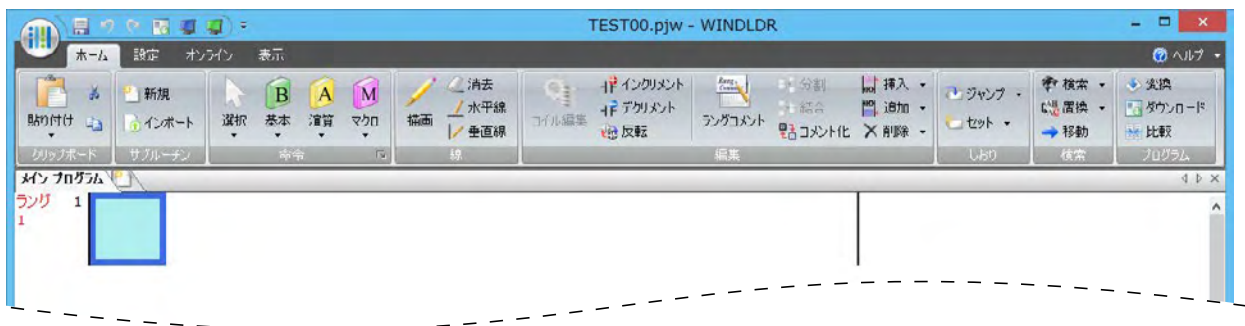 TEST00.pjw - WINDLDR
ホーム 設定 オンライン 表示 ヘルプ
貼り付け 新規 インポート 選択 B 基本 A 演算 M マクロ 描画 消去 水平線 垂直線 コイル編集 インクリメント デクリメント 反転 ラングコメント 分割 結合 コメント化 挿入 追加 削除 ジャンプ セット 検索 置換 移動 変換 ダウンロード 比較
クリップボード サブルーチン 命令 線 編集 しおり 検索 プログラム
メイン プログラム
ラング 1
1